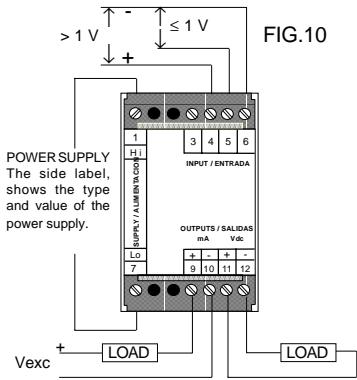 - 
> 1 V
≤ 1 V
FIG.10
+
1
3 4 5 6
Hi
INPUT / ENTRADA
POWER SUPPLY
The side label,
shows the type
and value of the
power supply.
SUPPLY / ALIMENTACION
OUTPUTS / SALIDAS
mA Vdc
Lo
+ - + -
7
9 10 11 12
+
LOAD
LOAD
Vexc
-